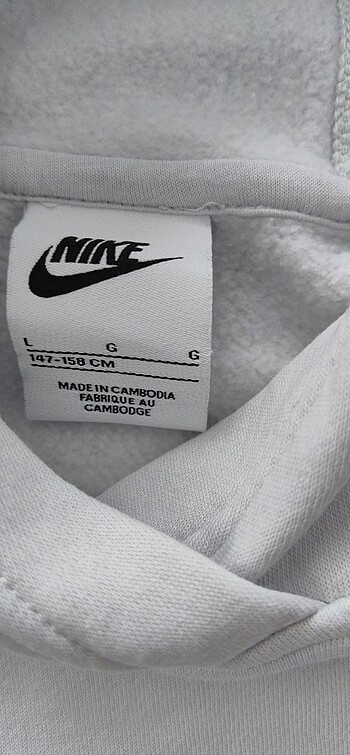 NIKE
L G G
147-158 CM
MADE IN CAMBODIA
FABRIQUE AU
CAMBODGE